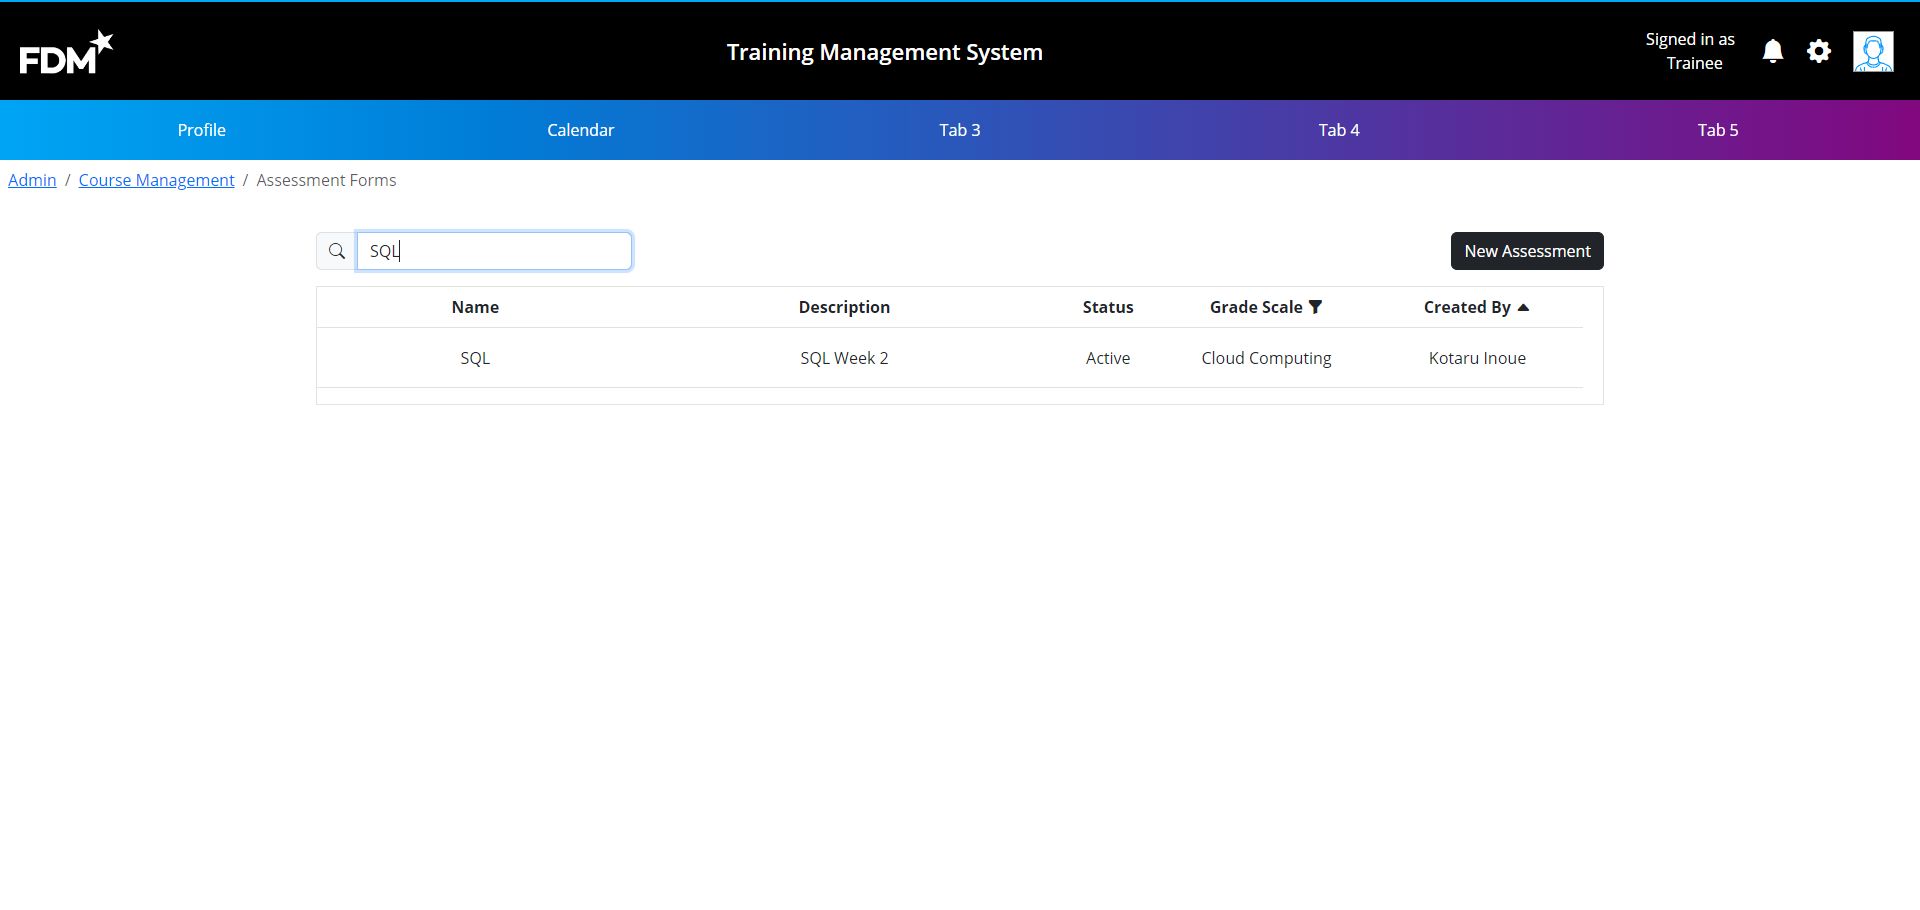 FDM
Training Management System
Signed in as
Trainee
Profile Calendar Tab 3 Tab 4 Tab 5
Admin / Course Management / Assessment Forms
SQL
New Assessment
Name Description Status Grade Scale Created By
SQL SQL Week 2 Active Cloud Computing Kotaru Inoue